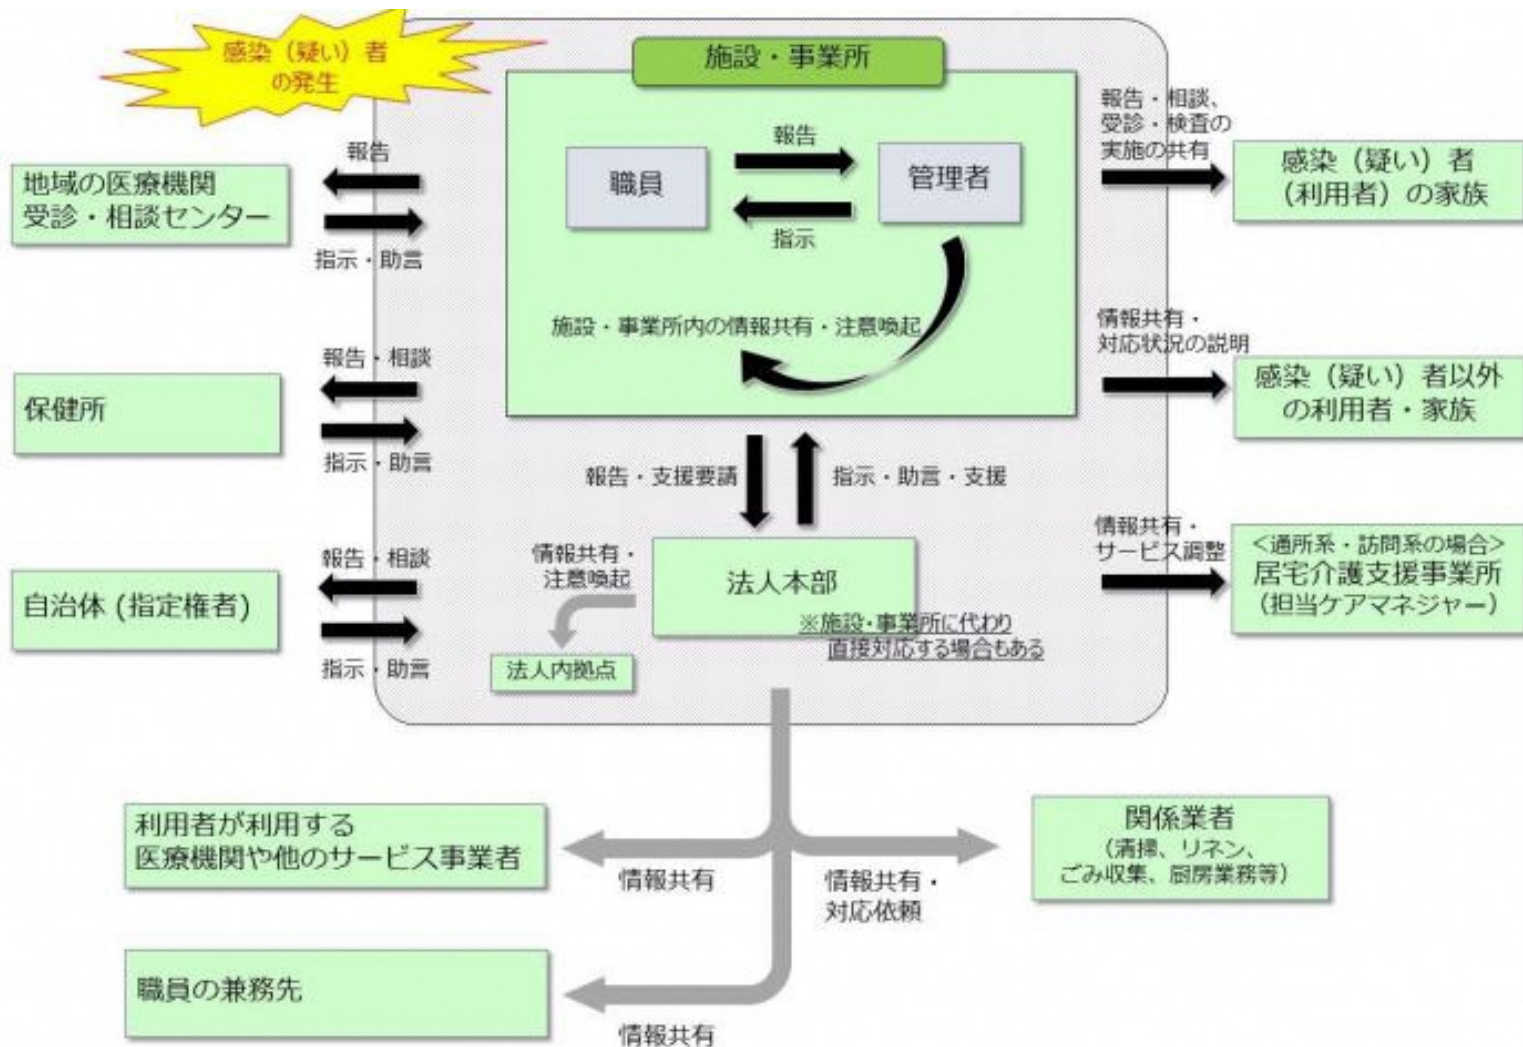 感染（疑い）者
の発生
施設・事業所
職員
報告
管理者
指示
施設・事業所内の情報共有・注意喚起
地域の医療機関
受診・相談センター
報告
指示・助言
保健所
報告・相談
指示・助言
自治体 (指定権者)
報告・相談
指示・助言
報告・相談、
受診・検査の
実施の共有
感染（疑い）者
（利用者）の家族
情報共有・
対応状況の説明
感染（疑い）者以外
の利用者・家族
情報共有・
サービス調整
＜通所系・訪問系の場合＞
居宅介護支援事業所
（担当ケアマネジャー）
報告・支援要請
指示・助言・支援
法人本部
※施設・事業所に代わり
直接対応する場合もある
情報共有・
注意喚起
法人内拠点
利用者が利用する
医療機関や他のサービス事業者
情報共有
情報共有・
対応依頼
関係業者
（清掃、リネン、
ごみ収集、厨房業務等）
職員の兼務先
情報共有